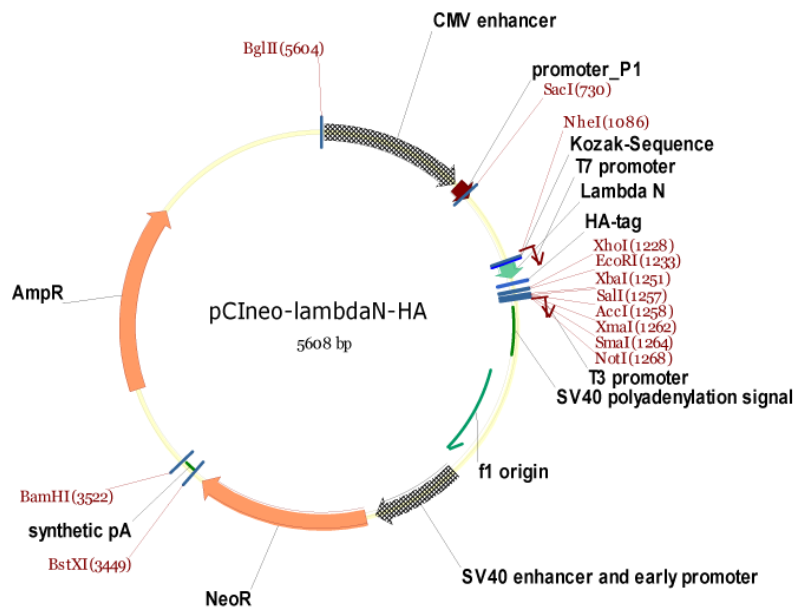 CMV enhancer
BglII(5604)
promoter_P1
SacI(730)
NheI(1086)
Kozak-Sequence
T7 promoter
Lambda N
HA-tag
XhoI(1228)
EcoRI(1233)
XbaI(1251)
SalI(1257)
AccI(1258)
XmaI(1262)
SmaI(1264)
NotI(1268)
T3 promoter
SV40 polyadenylation signal
AmpR
pCIneo-lambdaN-HA
5608 bp
f1 origin
BamHI(3522)
synthetic pA
BstXI(3449)
SV40 enhancer and early promoter
NeoR